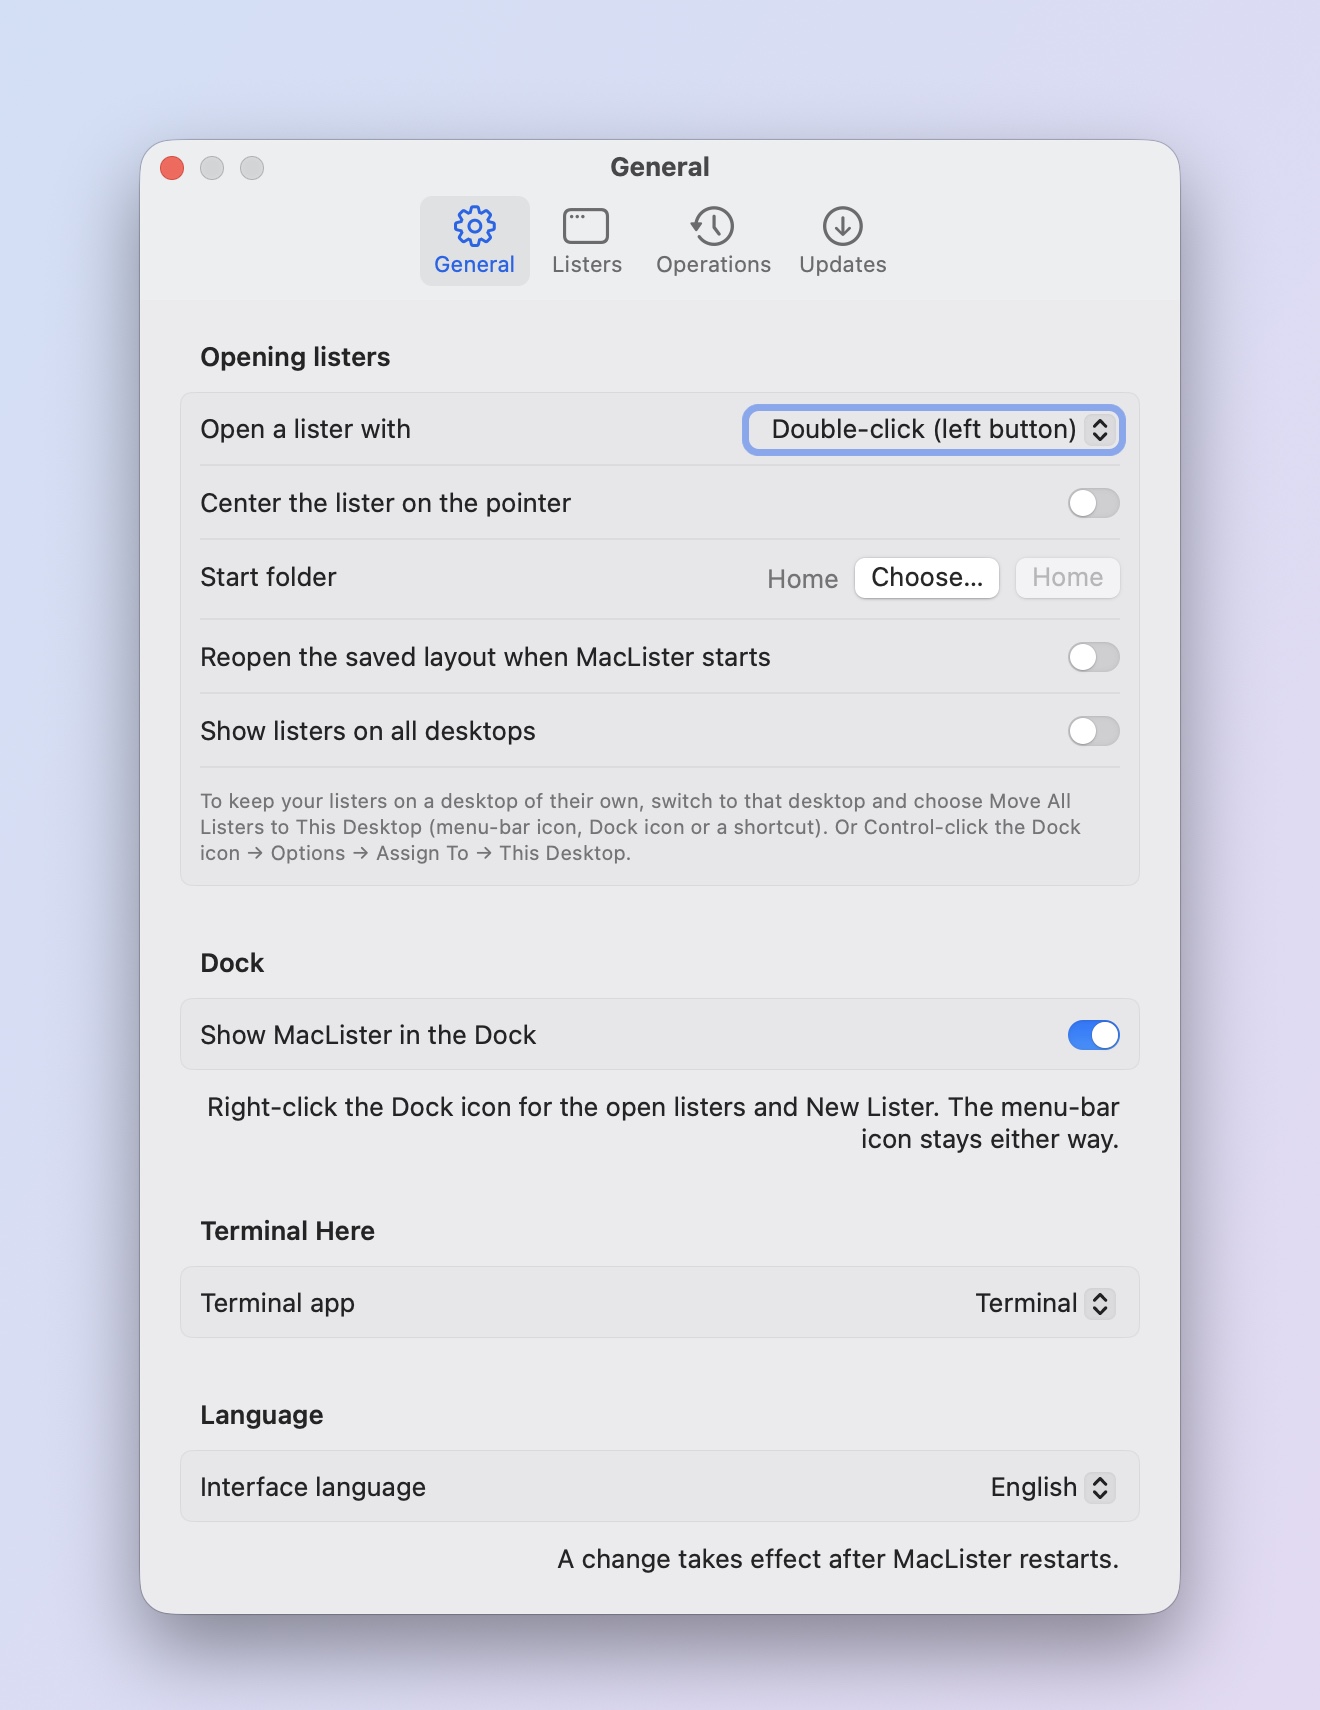 General
General
Listers
Operations
Updates
Opening listers
Open a lister with
Double-click (left button)
Center the lister on the pointer
Start folder
Home
Choose...
Home
Reopen the saved layout when MacLister starts
Show listers on all desktops
To keep your listers on a desktop of their own, switch to that desktop and choose Move All
Listers to This Desktop (menu-bar icon, Dock icon or a shortcut). Or Control-click the Dock
icon → Options → Assign To → This Desktop.
Dock
Show MacLister in the Dock
Right-click the Dock icon for the open listers and New Lister. The menu-bar
icon stays either way.
Terminal Here
Terminal app
Terminal
Language
Interface language
English
A change takes effect after MacLister restarts.